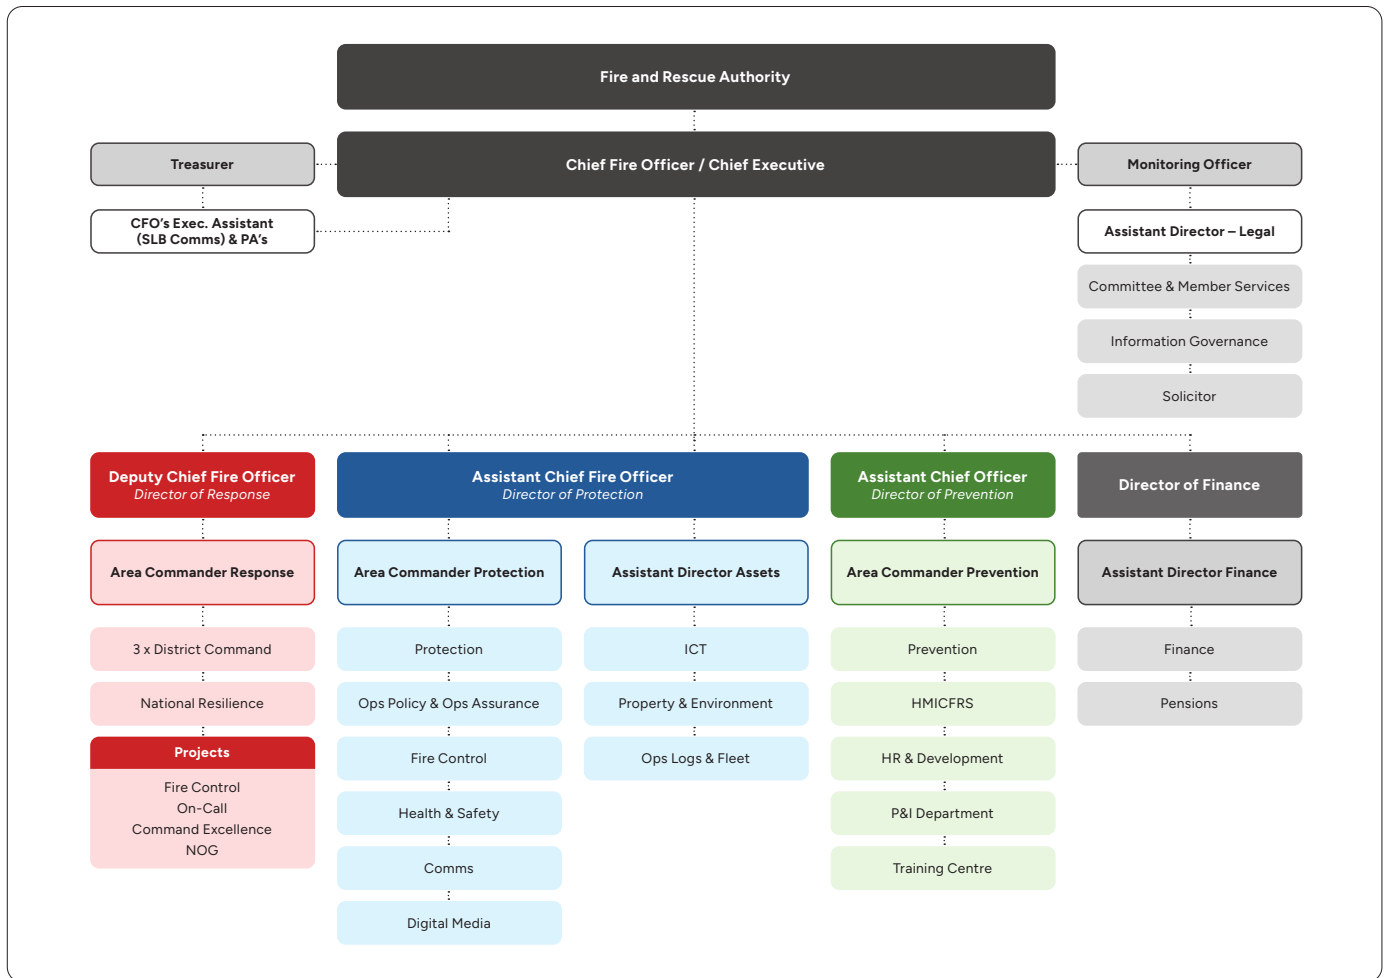 Fire and Rescue Authority
Chief Fire Officer / Chief Executive
Treasurer
CFO's Exec. Assistant
(SLB Comms) & PA's
Monitoring Officer
Assistant Director – Legal
Committee & Member Services
Information Governance
Solicitor
Deputy Chief Fire Officer
Director of Response
Area Commander Response
3 x District Command
National Resilience
Projects
Fire Control
On-Call
Command Excellence
NOG
Assistant Chief Fire Officer
Director of Protection
Area Commander Protection
Protection
Ops Policy & Ops Assurance
Fire Control
Health & Safety
Comms
Digital Media
Assistant Director Assets
ICT
Property & Environment
Ops Logs & Fleet
Assistant Chief Officer
Director of Prevention
Area Commander Prevention
Prevention
HMICFRS
HR & Development
P&I Department
Training Centre
Director of Finance
Assistant Director Finance
Finance
Pensions